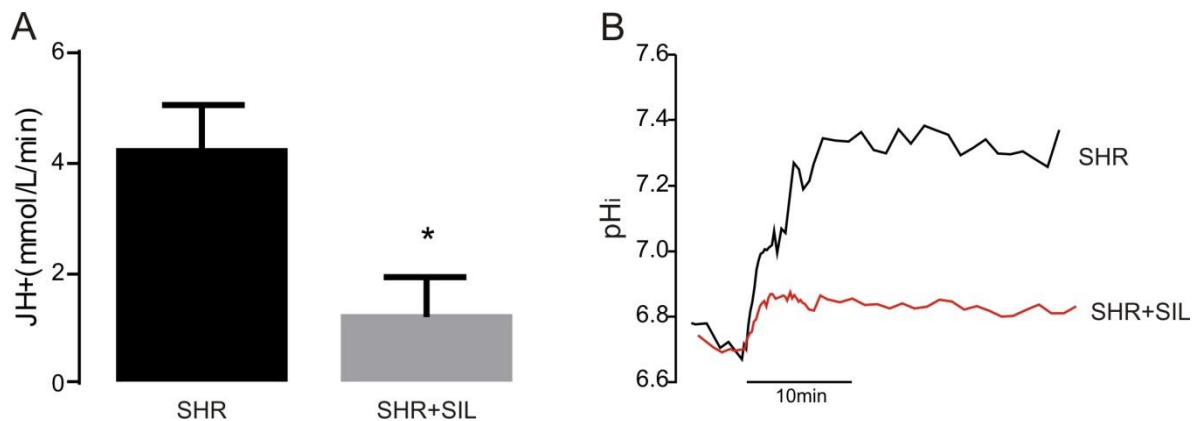 A
JH+(mmol/L/min)
6
4
2
0
*
SHR
SHR+SIL
B
pHi
7.6
7.4
7.2
7.0
6.8
6.6
SHR
SHR+SIL
10min